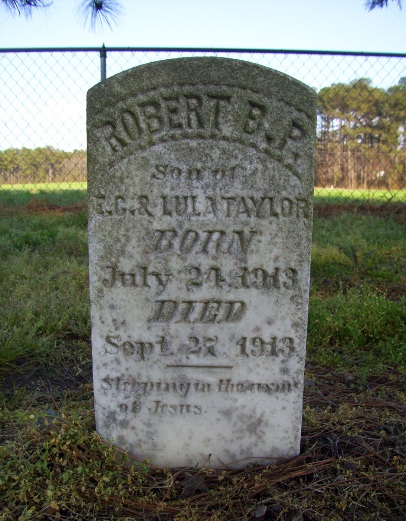 ROBERT B. P.
Son of
R.C. & LULA TAYLOR
BORN
July 24, 1913
DIED
Sept. 27, 1913
Sleeping in the arms
of Jesus.